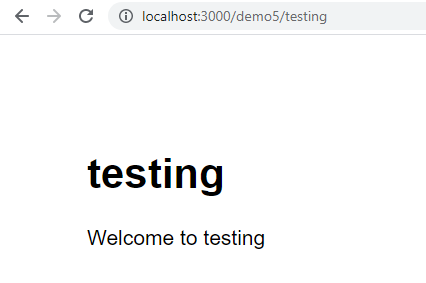 localhost:3000/demo5/testing
testing
Welcome to testing